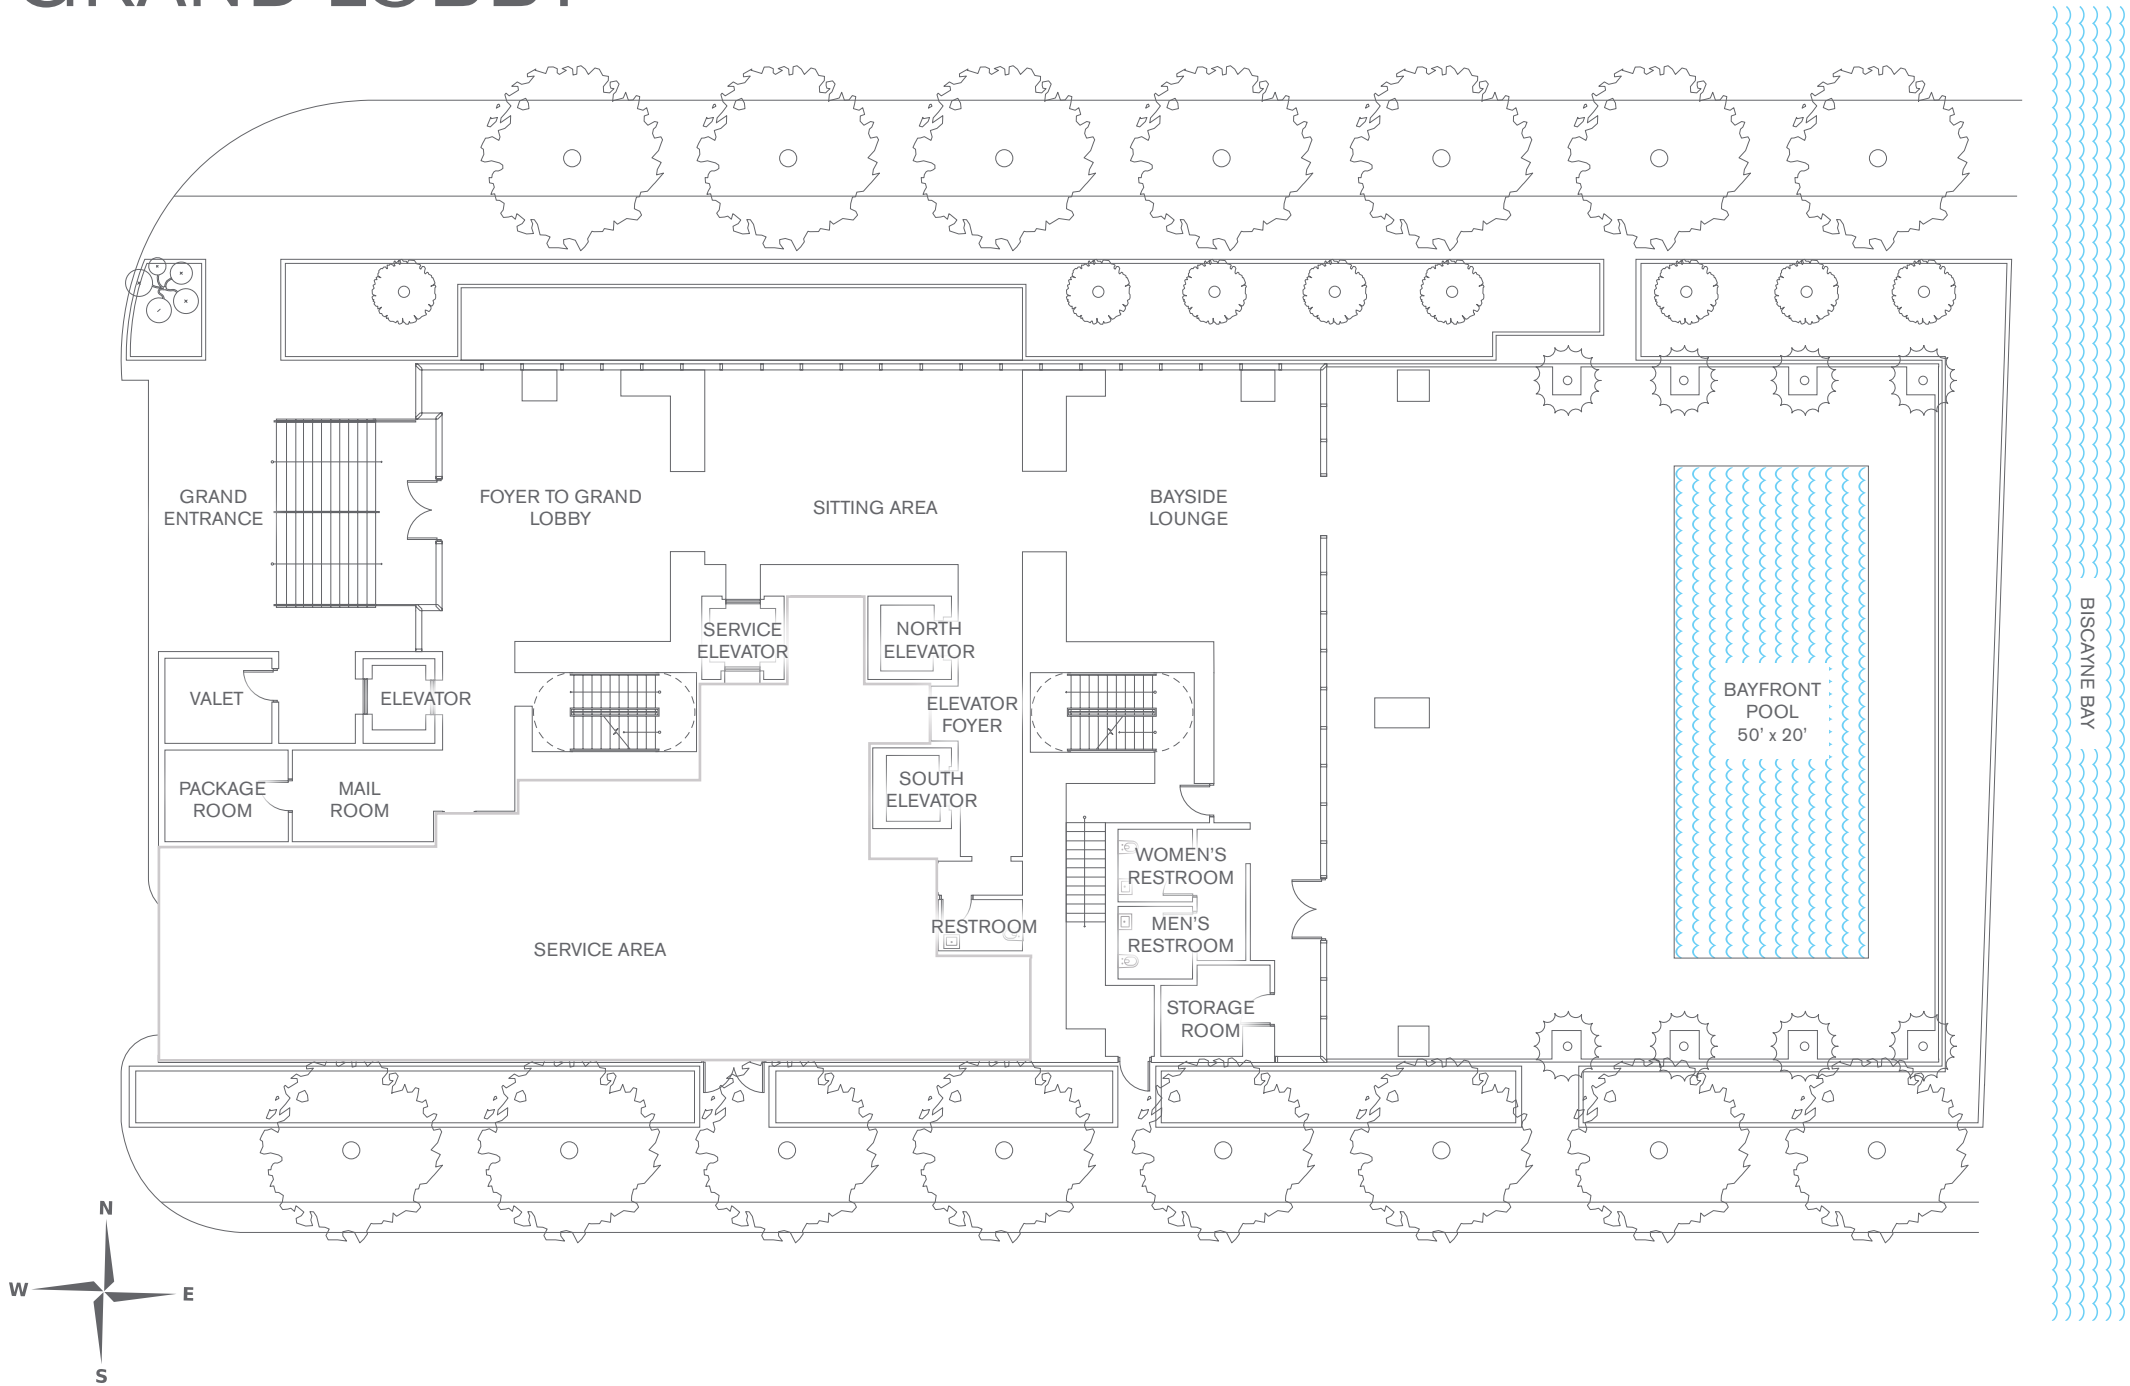 GRAND LOBBY
GRAND
ENTRANCE
FOYER TO GRAND
LOBBY
SITTING AREA
BAYSIDE
LOUNGE
SERVICE
ELEVATOR
NORTH
ELEVATOR
VALET
ELEVATOR
ELEVATOR
FOYER
BAYFRONT
POOL
50' x 20'
BISCAYNE BAY
PACKAGE
ROOM
MAIL
ROOM
SOUTH
ELEVATOR
WOMEN'S
RESTROOM
RESTROOM
MEN'S
RESTROOM
SERVICE AREA
STORAGE
ROOM
N
W
E
S